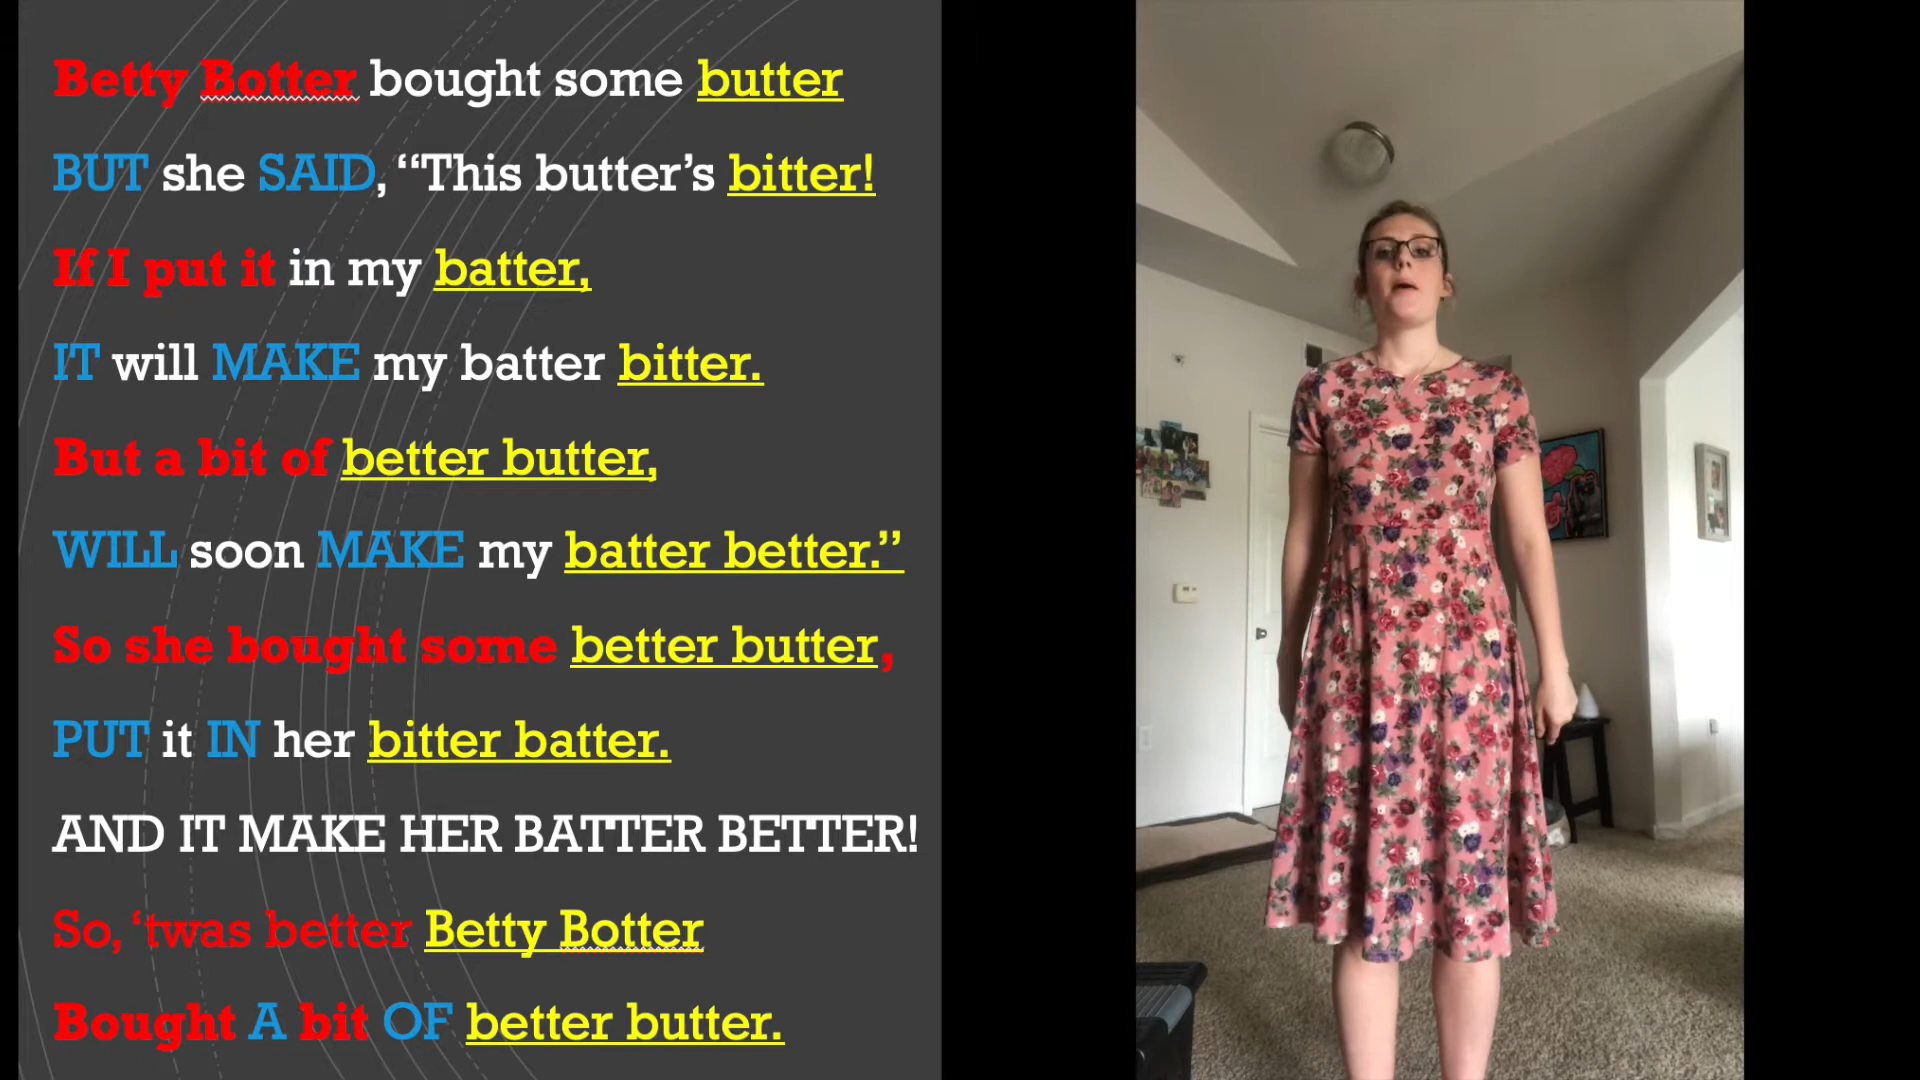 Betty Botter bought some butter
BUT she SAID, “This butter’s bitter!
If I put it in my batter,
IT will MAKE my batter bitter.
But a bit of better butter,
WILL soon MAKE my batter better.”
So she bought some better butter,
PUT it IN her bitter batter.
AND IT MAKE HER BATTER BETTER!
So, ‘twas better Betty Botter
Bought A bit OF better butter.